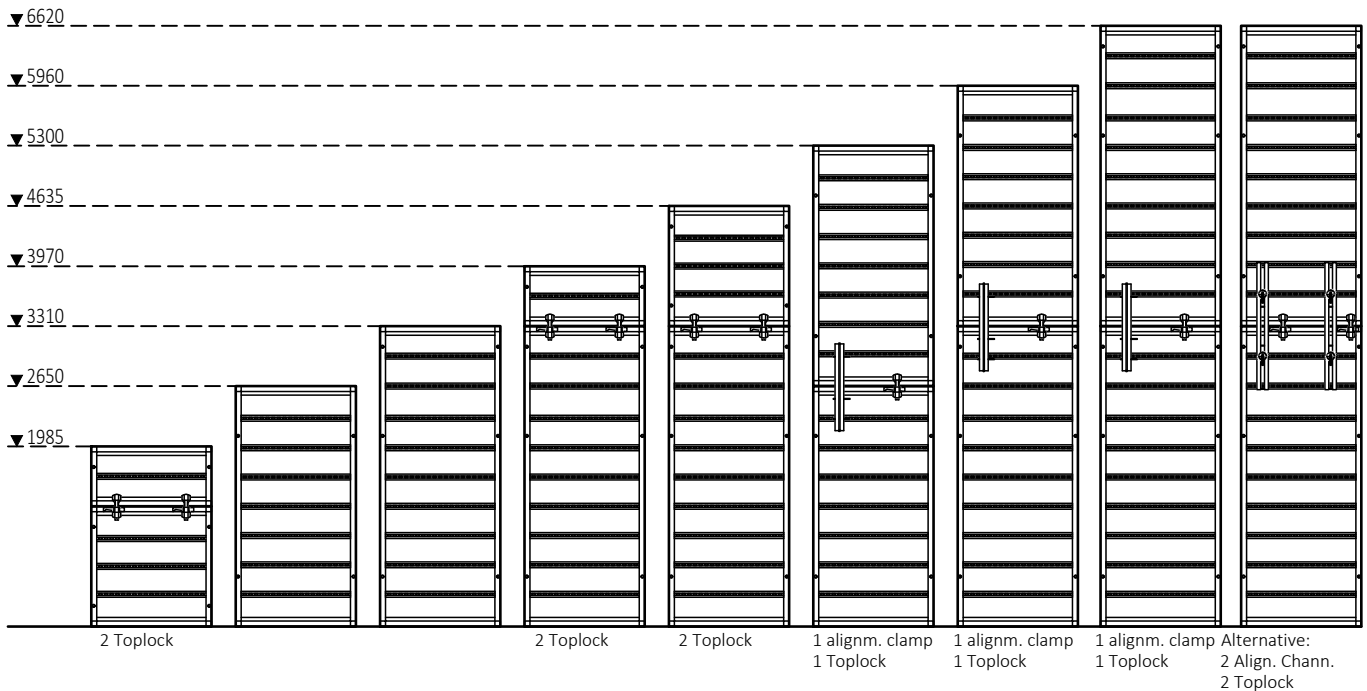 6620
5960
5300
4635
3970
3310
2650
1985
2 Toplock
2 Toplock
2 Toplock
1 alignm. clamp
1 Toplock
1 alignm. clamp
1 Toplock
1 alignm. clamp
1 Toplock
Alternative:
2 Align. Chann.
2 Toplock